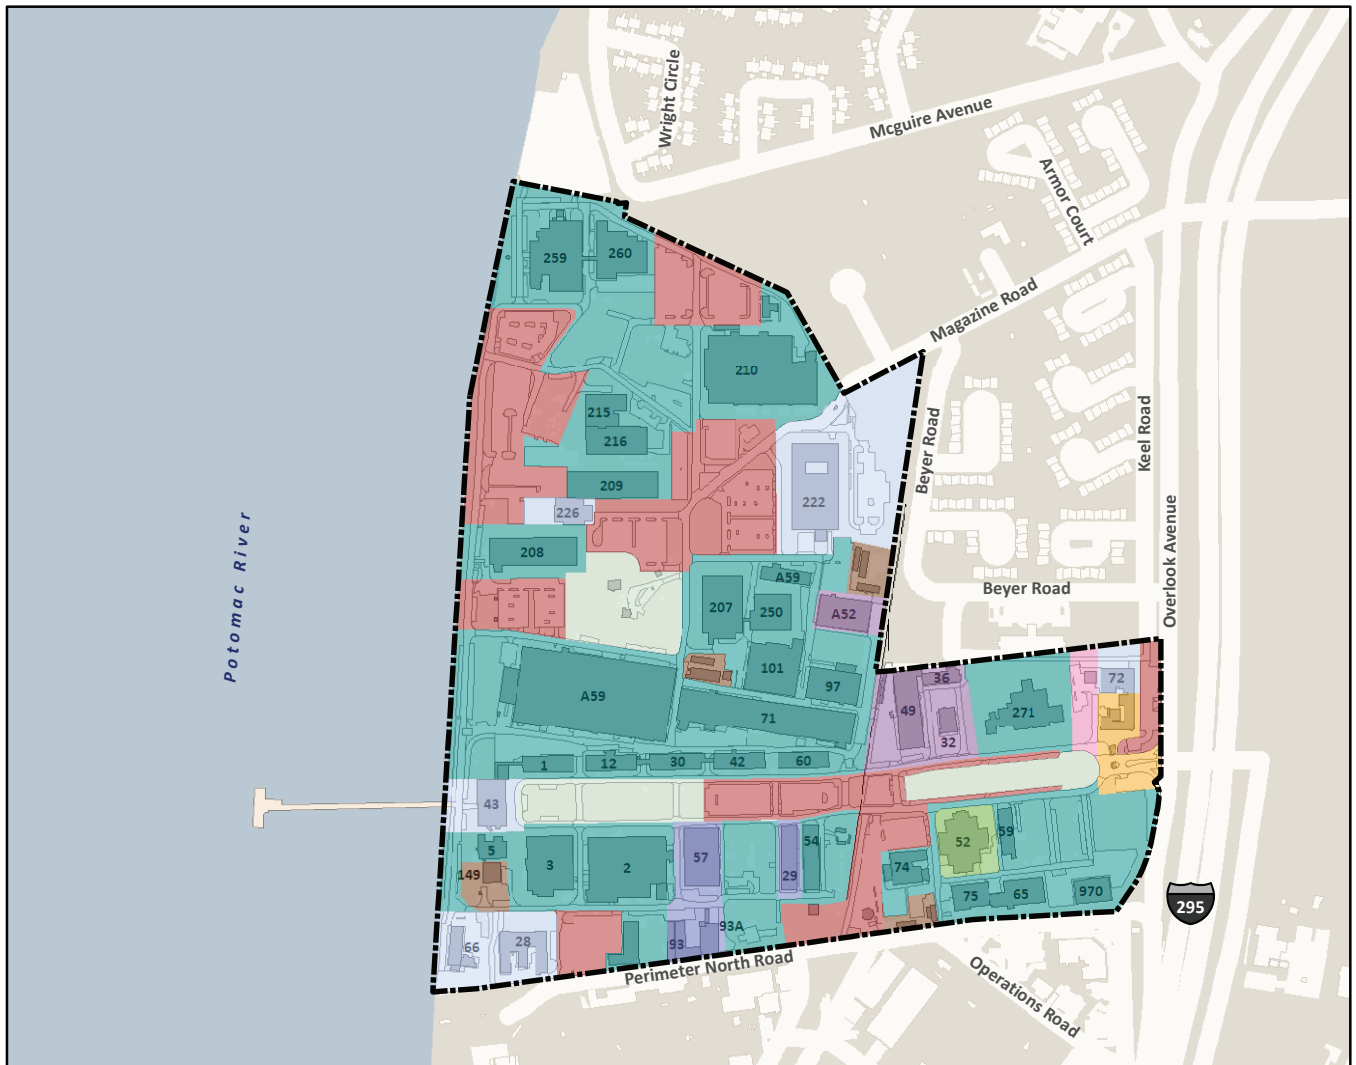 Wright Circle
Mcguire Avenue
Armor Court
Magazine Road
259
260
210
215
216
209
226
222
208
Beyer Road
Keel Road
Overlook Avenue
Potomac River
Beyer Road
A59
207
250
A52
101
97
A59
71
36
49
32
271
72
1
12
30
42
60
43
5
3
2
57
29
54
52
59
74
149
75
65
970
295
66
28
93
93A
Perimeter North Road
Operations Road